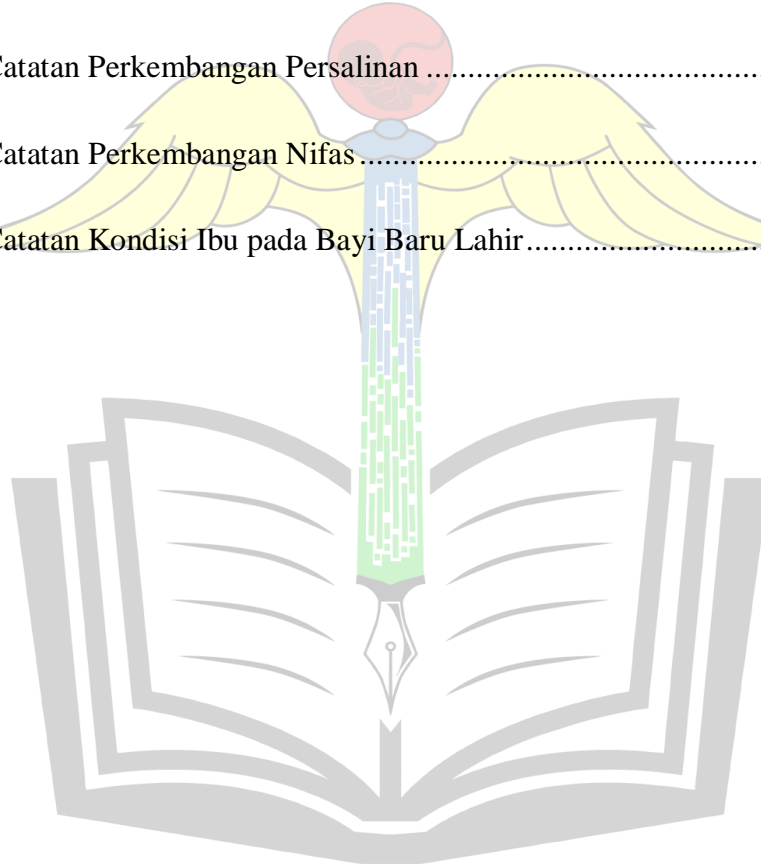 Catatan Perkembangan Persalinan .........................................
Catatan Perkembangan Nifas.................................................
Catatan Kondisi Ibu pada Bayi Baru Lahir.............................